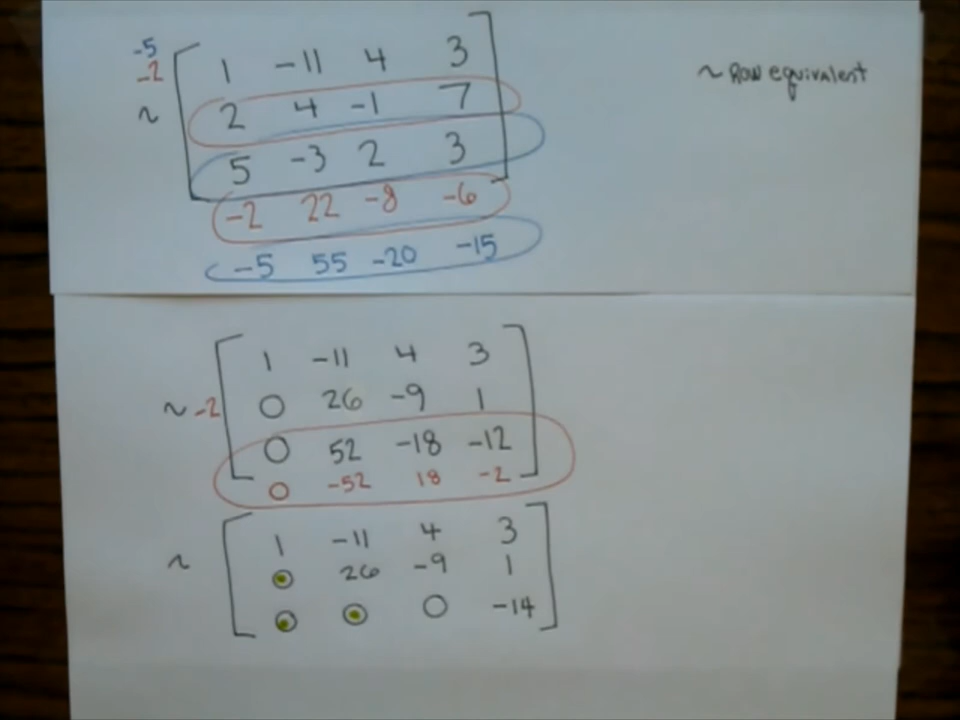 -5
-2 1 -11 4 3 ~ Row equivalent
~ 2 4 -1 7
5 -3 2 3
-2 22 -8 -6
-5 55 -20 -15
1 -11 4 3
~ -2 0 26 -9 1
0 52 -18 -12
0 -52 18 -2
1 -11 4 3
~ 0 26 -9 1
0 0 0 -14